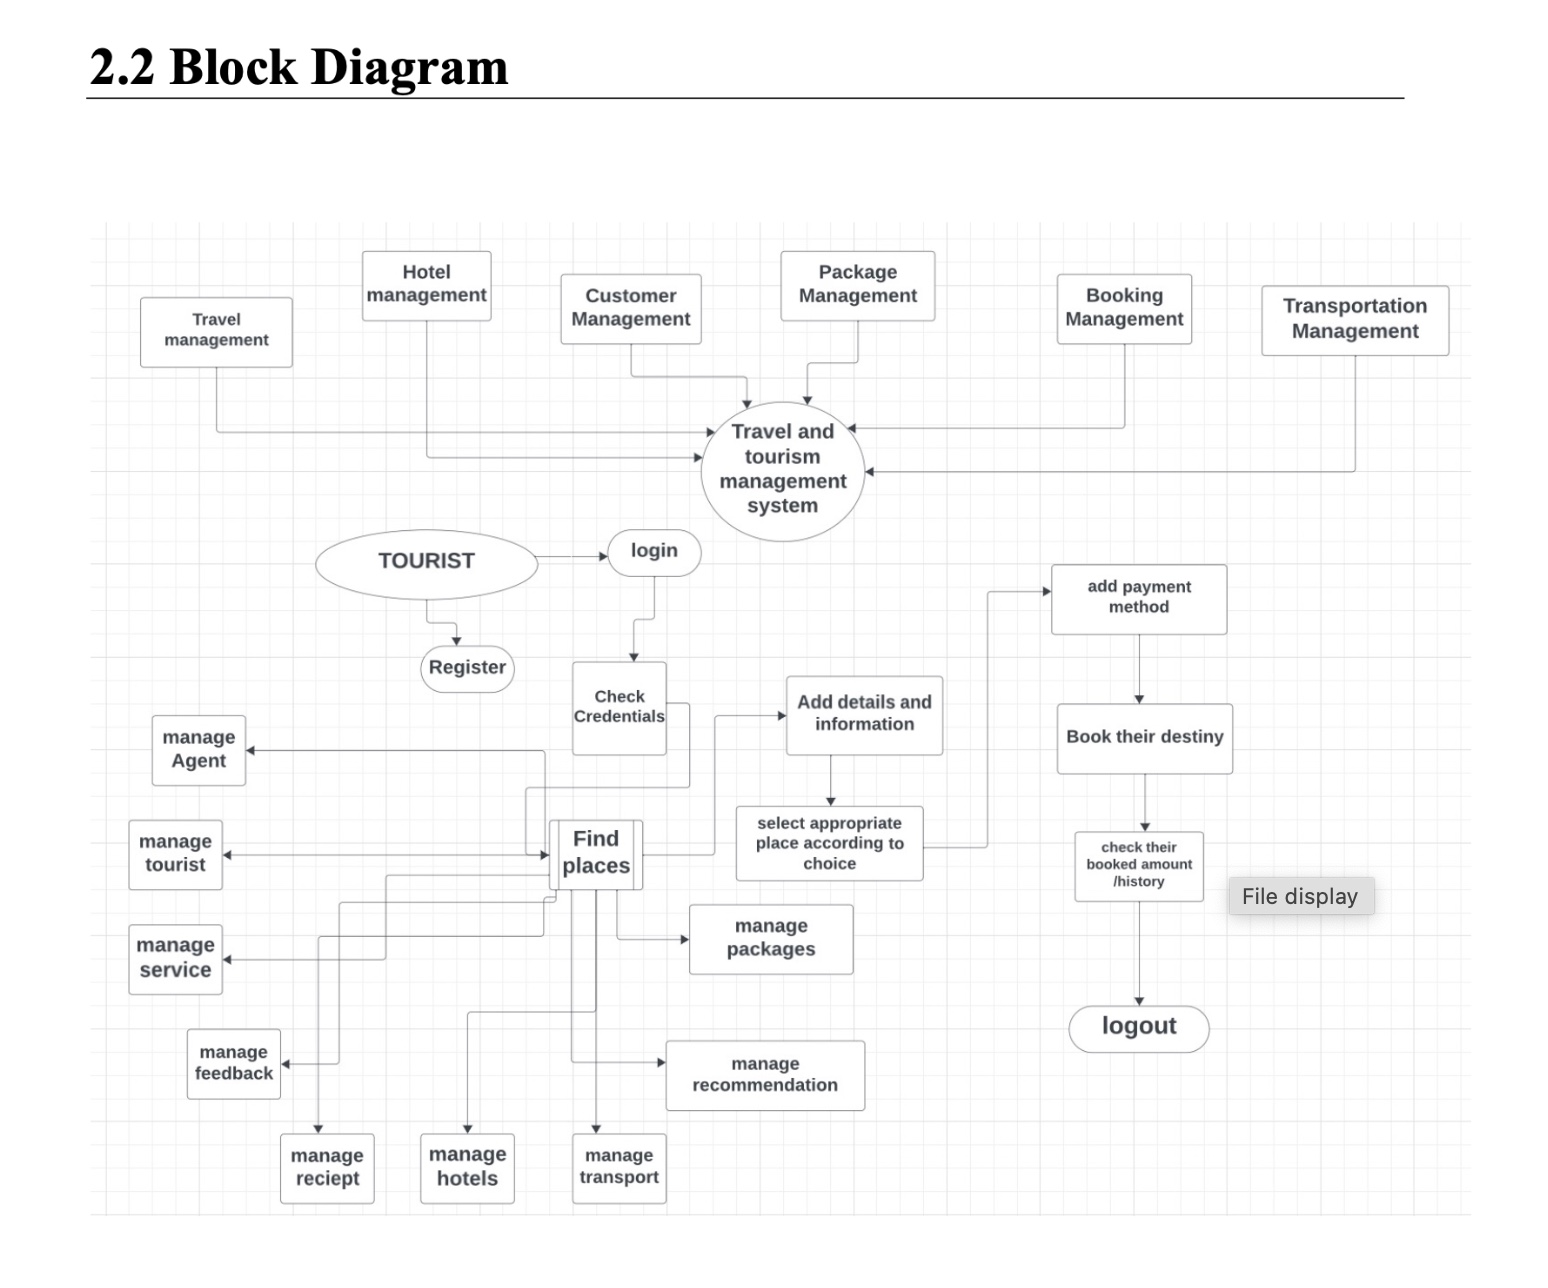 2.2 Block Diagram
Hotel
management
Package
Management
Customer
Management
Booking
Management
Transportation
Management
Travel
management
Travel and
tourism
management
system
TOURIST
login
add payment
method
Register
Check
Credentials
Add details and
information
Book their destiny
manage
Agent
select appropriate
place according to
choice
Find
places
manage
tourist
check their
booked amount
/history
File display
manage
packages
manage
service
logout
manage
feedback
manage
recommendation
manage
reciept
manage
hotels
manage
transport